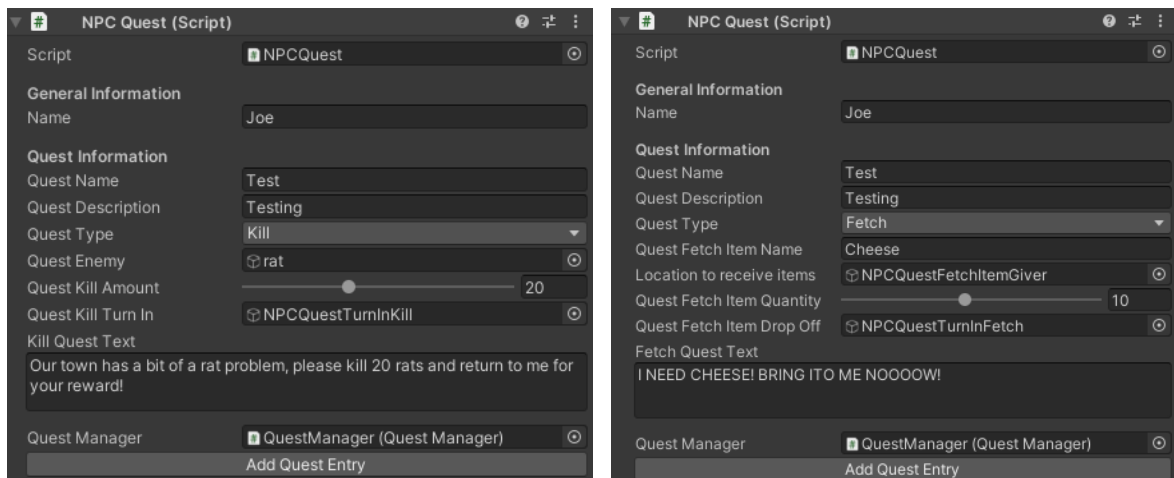 NPC Quest (Script)
Script NPCQuest
General Information
Name Joe
Quest Information
Quest Name Test
Quest Description Testing
Quest Type Kill
Quest Enemy rat
Quest Kill Amount 20
Quest Kill Turn In NPCQuestTurnInKill
Kill Quest Text
Our town has a bit of a rat problem, please kill 20 rats and return to me for
your reward!
Quest Manager QuestManager (Quest Manager)
Add Quest Entry
NPC Quest (Script)
Script NPCQuest
General Information
Name Joe
Quest Information
Quest Name Test
Quest Description Testing
Quest Type Fetch
Quest Fetch Item Name Cheese
Location to receive items NPCQuestFetchItemGiver
Quest Fetch Item Quantity 10
Quest Fetch Item Drop Off NPCQuestTurnInFetch
Fetch Quest Text
I NEED CHEESE! BRING ITO ME NOOOOW!
Quest Manager QuestManager (Quest Manager)
Add Quest Entry